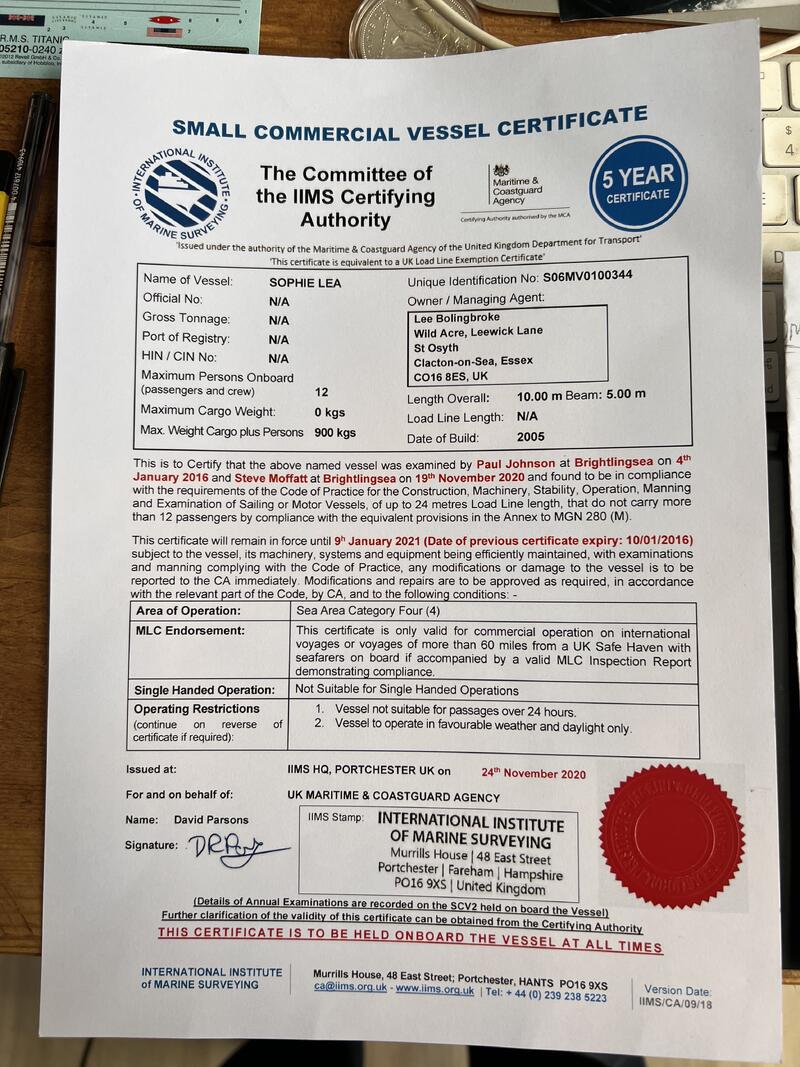 R.M.S. TITANIC
05210-0240
SMALL COMMERCIAL VESSEL CERTIFICATE
INTERNATIONAL INSTITUTE OF MARINE SURVEYING
The Committee of
the IIMS Certifying
Authority
Maritime &
Coastguard
Agency
Certifying Authority authorised by the MCA
5 YEAR
CERTIFICATE
'Issued under the authority of the Maritime & Coastguard Agency of the United Kingdom Department for Transport'
'This certificate is equivalent to a UK Load Line Exemption Certificate'
Name of Vessel: SOPHIE LEA
Official No: N/A
Gross Tonnage: N/A
Port of Registry: N/A
HIN / CIN No: N/A
Maximum Persons Onboard
(passengers and crew) 12
Maximum Cargo Weight: 0 kgs
Max. Weight Cargo plus Persons 900 kgs
Unique Identification No: S06MV0100344
Owner / Managing Agent:
Lee Bolingbroke
Wild Acre, Leewick Lane
St Osyth
Clacton-on-Sea, Essex
CO16 8ES, UK
Length Overall: 10.00 m Beam: 5.00 m
Load Line Length: N/A
Date of Build: 2005
This is to Certify that the above named vessel was examined by Paul Johnson at Brightlingsea on 4th
January 2016 and Steve Moffatt at Brightlingsea on 19th November 2020 and found to be in compliance
with the requirements of the Code of Practice for the Construction, Machinery, Stability, Operation, Manning
and Examination of Sailing or Motor Vessels, of up to 24 metres Load Line length, that do not carry more
than 12 passengers by compliance with the equivalent provisions in the Annex to MGN 280 (M).
This certificate will remain in force until 9h January 2021 (Date of previous certificate expiry: 10/01/2016)
subject to the vessel, its machinery, systems and equipment being efficiently maintained, with examinations
and manning complying with the Code of Practice, any modifications or damage to the vessel is to be
reported to the CA immediately. Modifications and repairs are to be approved as required, in accordance
with the relevant part of the Code, by CA, and to the following conditions: -
Area of Operation: Sea Area Category Four (4)
MLC Endorsement: This certificate is only valid for commercial operation on international
voyages or voyages of more than 60 miles from a UK Safe Haven with
seafarers on board if accompanied by a valid MLC Inspection Report
demonstrating compliance.
Single Handed Operation: Not Suitable for Single Handed Operations
Operating Restrictions
(continue on reverse of
certificate if required):
1. Vessel not suitable for passages over 24 hours.
2. Vessel to operate in favourable weather and daylight only.
Issued at: IIMS HQ, PORTCHESTER UK on 24th November 2020
For and on behalf of: UK MARITIME & COASTGUARD AGENCY
Name: David Parsons
Signature:
IIMS Stamp: INTERNATIONAL INSTITUTE
OF MARINE SURVEYING
Murrills House | 48 East Street
Portchester | Fareham | Hampshire
PO16 9XS | United Kingdom
(Details of Annual Examinations are recorded on the SCV2 held on board the Vessel)
Further clarification of the validity of this certificate can be obtained from the Certifying Authority
THIS CERTIFICATE IS TO BE HELD ONBOARD THE VESSEL AT ALL TIMES
INTERNATIONAL INSTITUTE
of MARINE SURVEYING
Murrills House, 48 East Street; Portchester, HANTS PO16 9XS
ca@iims.org.uk - www.iims.org.uk | Tel: + 44 (0) 239 238 5223
Version Date:
IIMS/CA/09/18
$
4